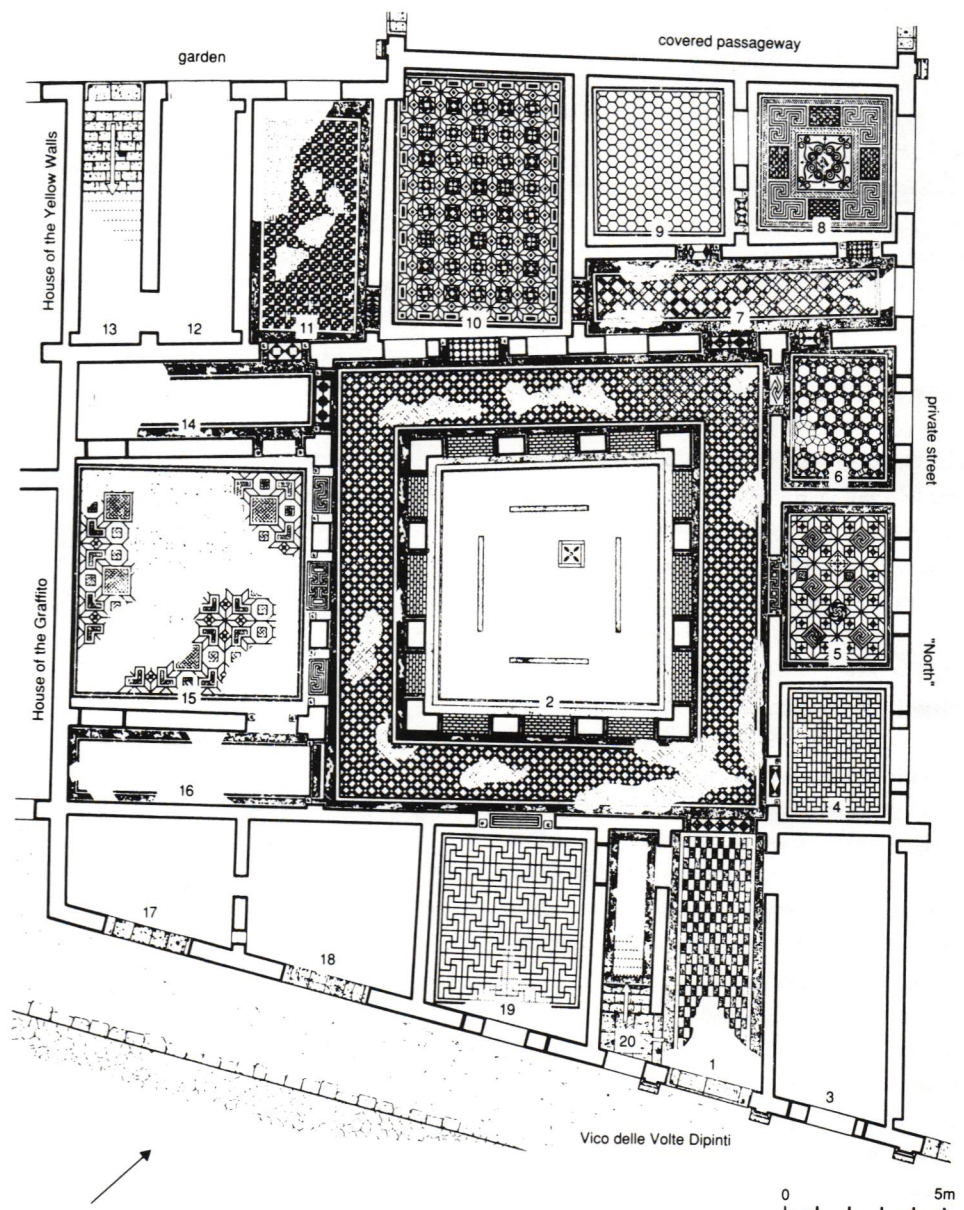 garden
covered passageway
House of the Yellow Walls
9
8
13
12
11
10
7
14
private street
6
House of the Graffito
5
"North"
15
2
4
16
17
18
19
20
1
3
Vico delle Volte Dipinti
0
5m